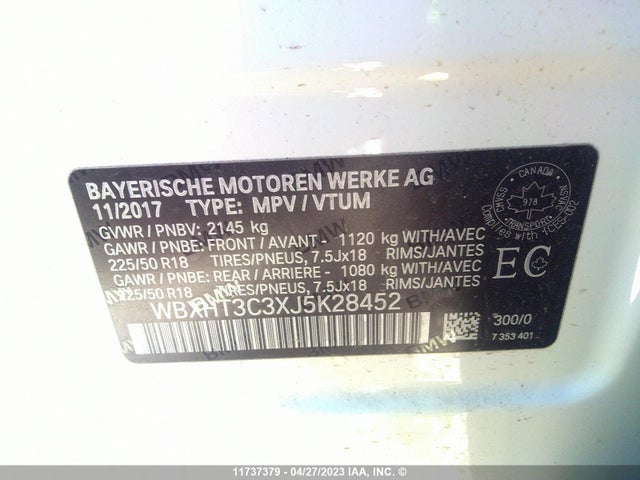 BAYERISCHE MOTOREN WERKE AG
11/2017 TYPE: MPV / VTUM
GVWR / PNBV: 2145 kg
GAWR / PNBE: FRONT / AVANT - 1120 kg WITH/AVEC
225/50 R18 TIRES/PNEUS, 7.5Jx18 RIMS/JANTES
GAWR / PNBE: REAR / ARRIERE - 1080 kg WITH/AVEC
225/50 R18 TIRES/PNEUS, 7.5Jx18 RIMS/JANTES
WBXHT3C3XJ5K28452
CANADA
978
TRANSPORT
EC
300/0
7 353 401
BMW
11737379 - 04/27/2023 IAA, Inc. ©